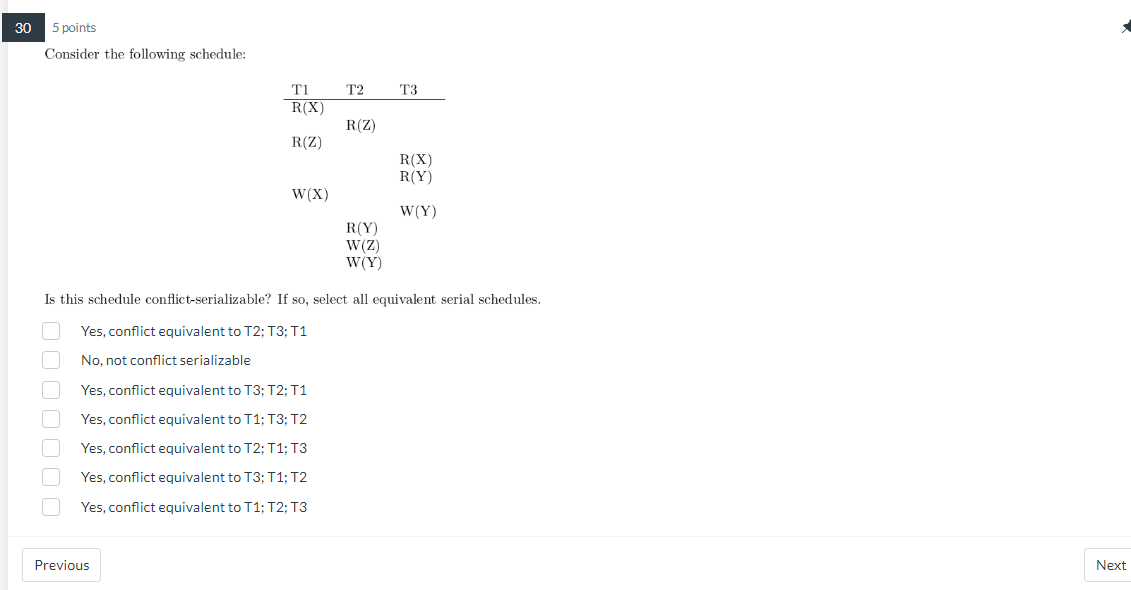 30 5 points
Consider the following schedule:
T1 T2 T3
R(X)
R(Z)
R(Z)
R(X)
R(Y)
W(X)
W(Y)
R(Y)
W(Z)
W(Y)
Is this schedule conflict-serializable? If so, select all equivalent serial schedules.
Yes, conflict equivalent to T2; T3; T1
No, not conflict serializable
Yes, conflict equivalent to T3; T2; T1
Yes, conflict equivalent to T1; T3; T2
Yes, conflict equivalent to T2; T1; T3
Yes, conflict equivalent to T3; T1; T2
Yes, conflict equivalent to T1; T2; T3
Previous Next